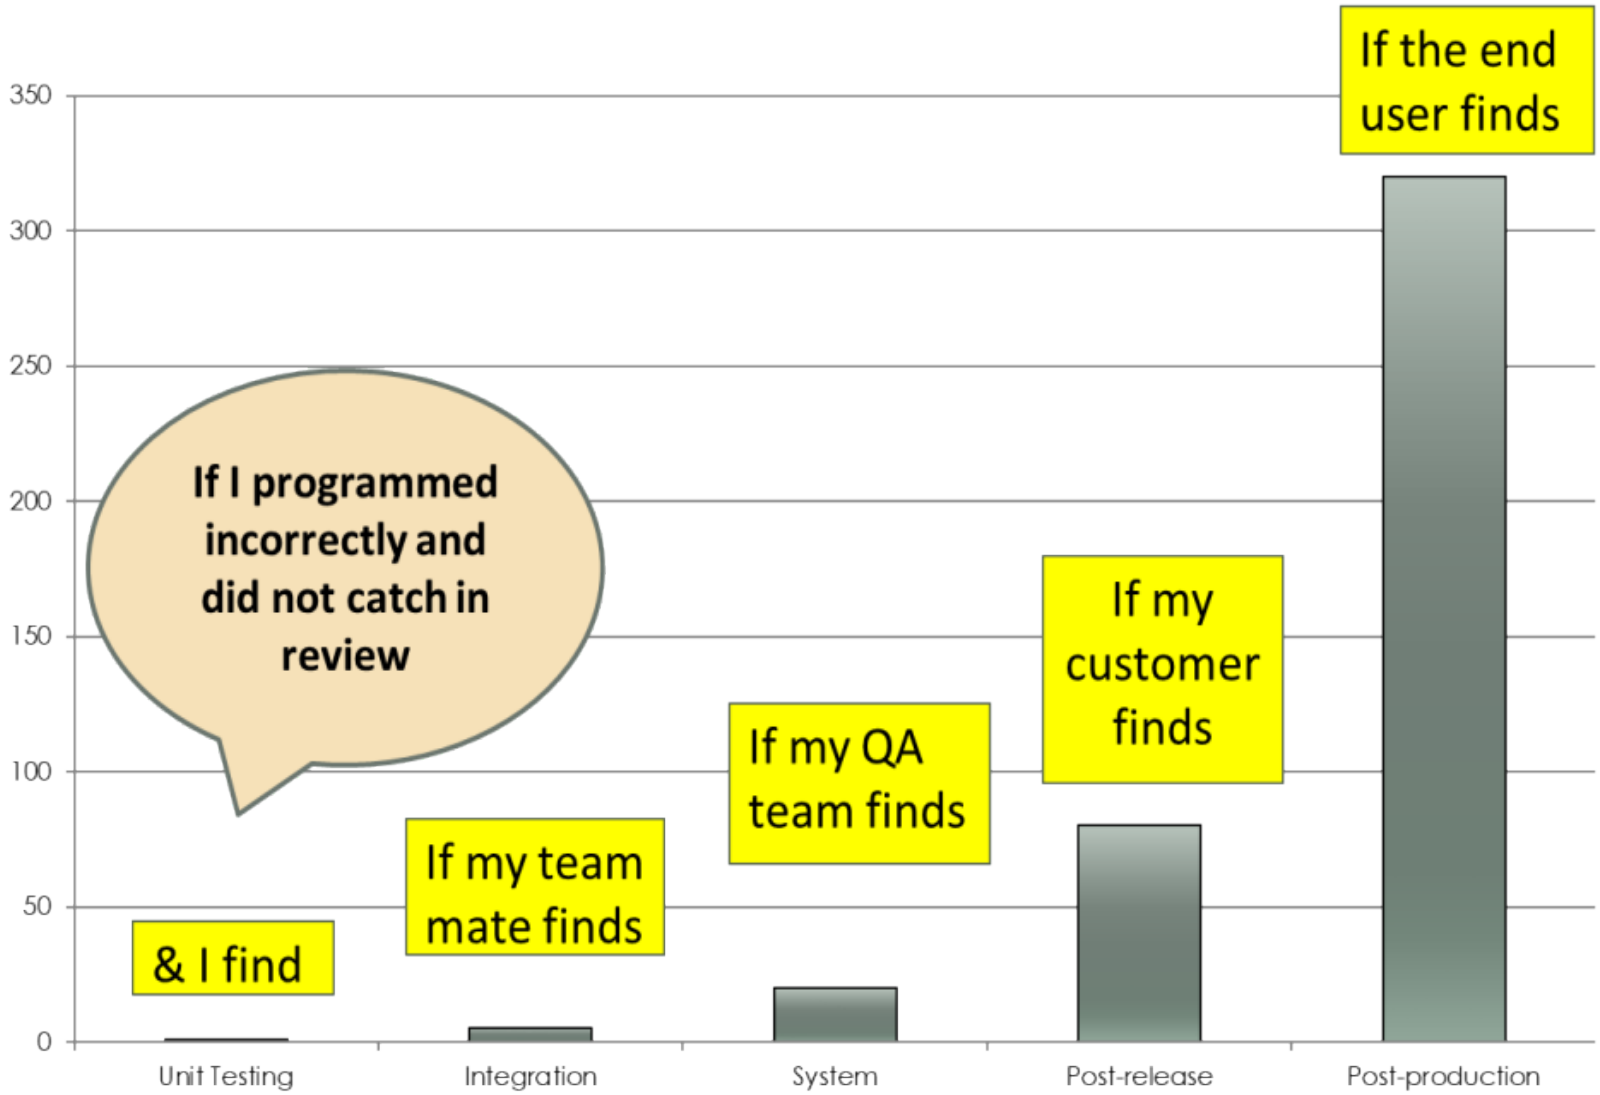 If the end
user finds
350
300
250
200
150
100
50
0
If I programmed
incorrectly and
did not catch in
review
& I find
If my team
mate finds
If my QA
team finds
If my
customer
finds
Unit Testing
Integration
System
Post-release
Post-production